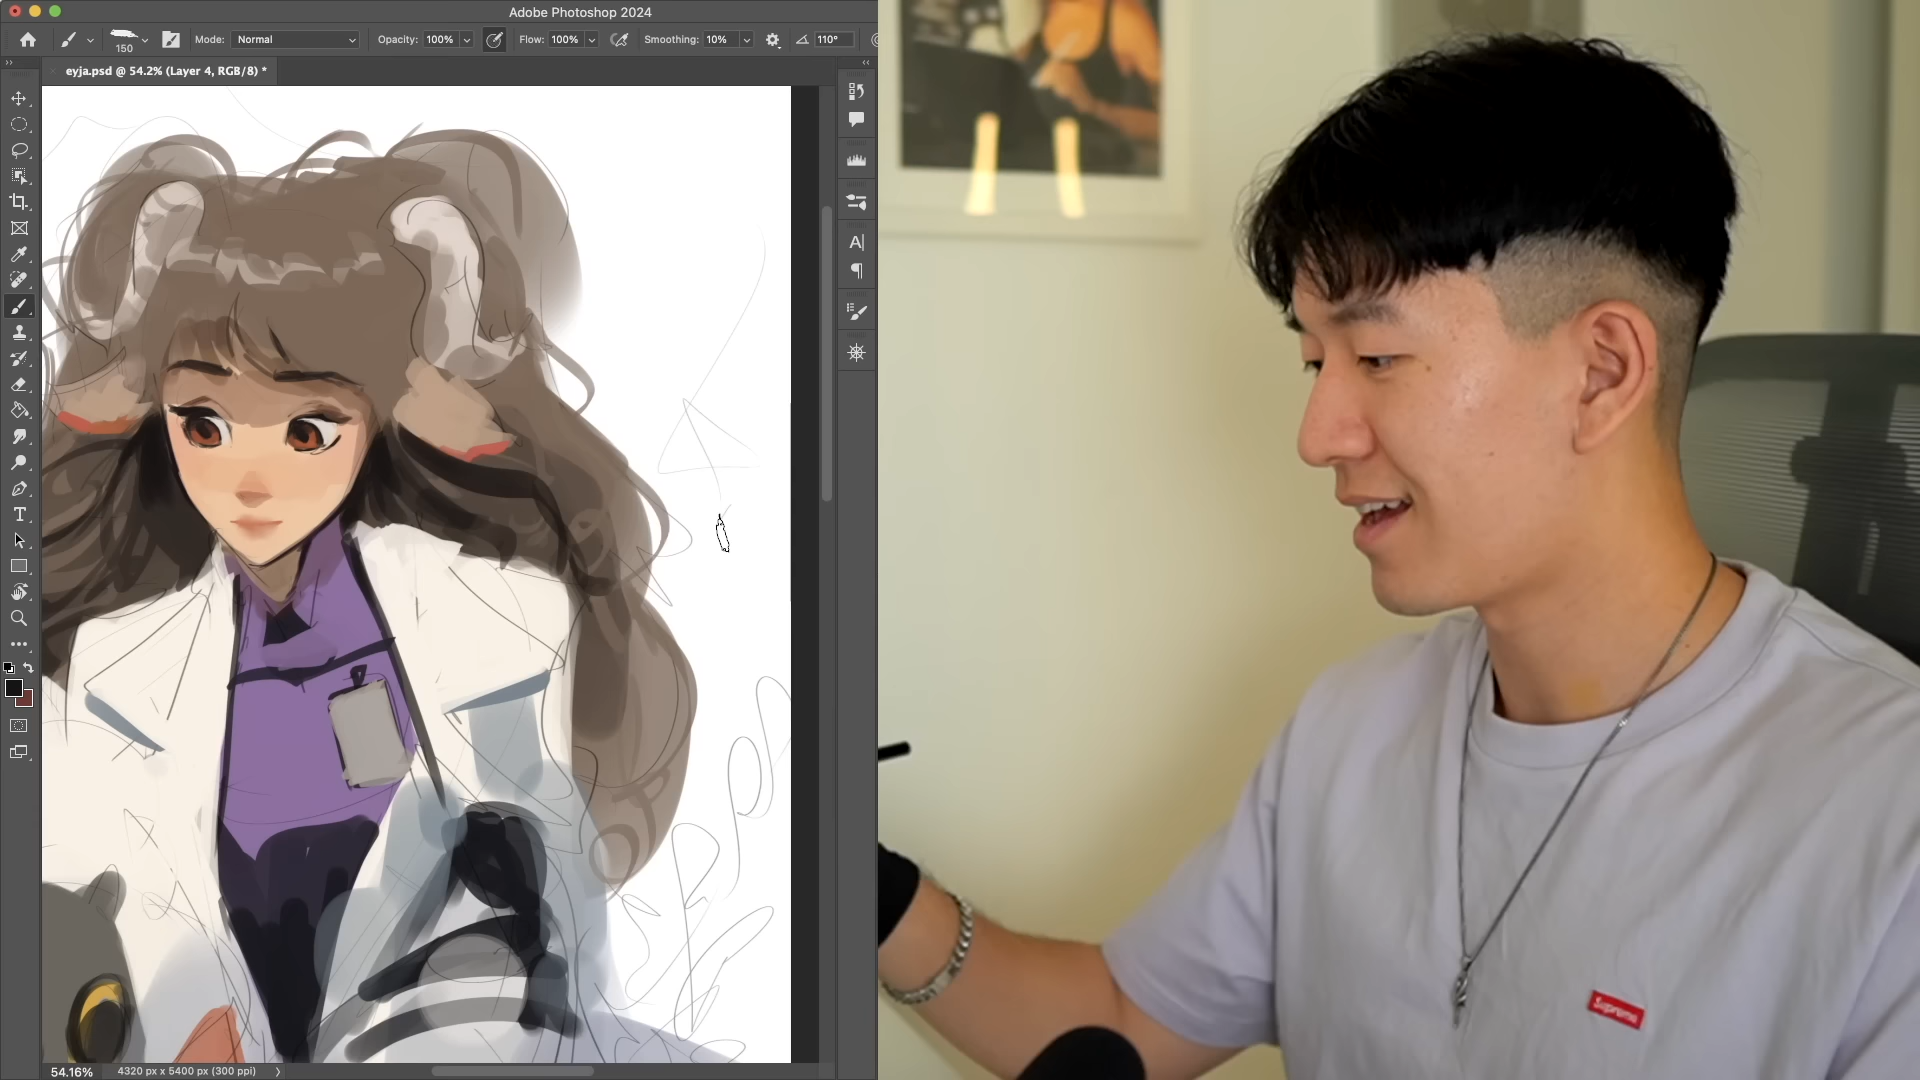 Adobe Photoshop 2024
150
Mode: Normal
Opacity: 100%
Flow: 100%
Smoothing: 10%
110°
eyja.psd @ 54.2% (Layer 4, RGB/8) *
54.16%
4320 px x 5400 px (300 ppi)
Supreme